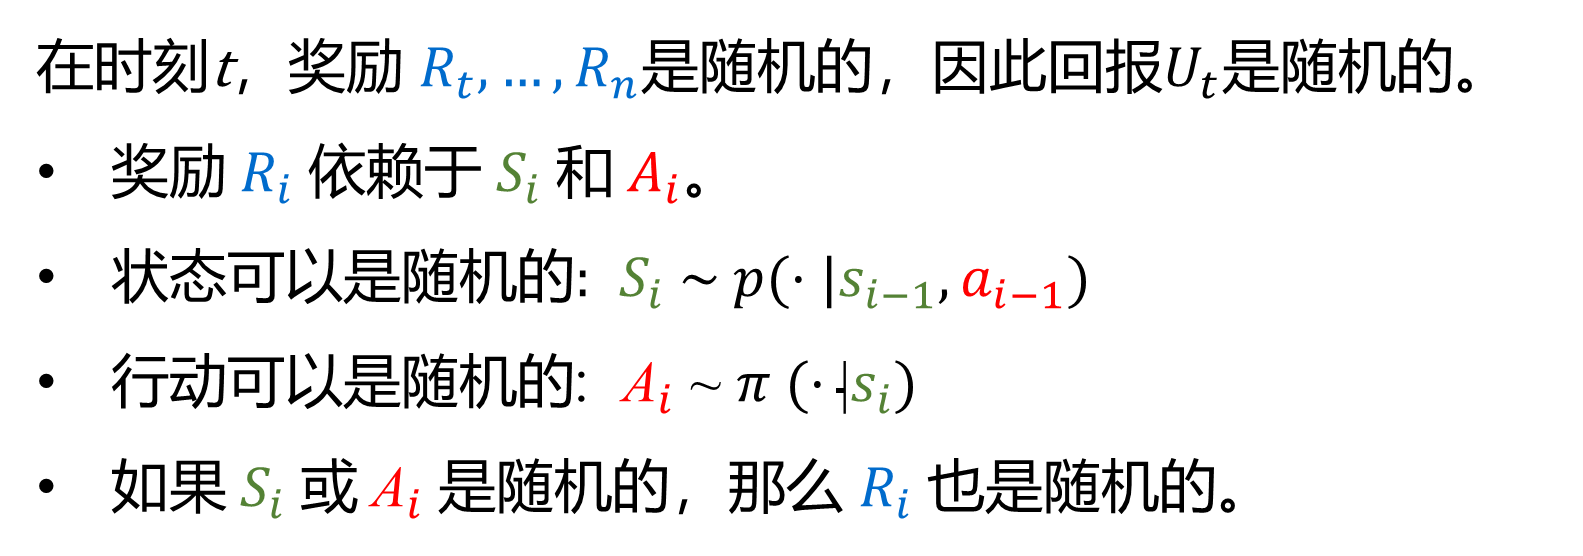 在时刻t，奖励 Rₜ, … , Rₙ是随机的，因此回报Uₜ是随机的。
• 奖励 Rᵢ 依赖于 Sᵢ 和 Aᵢ。
• 状态可以是随机的: Sᵢ ~ p(· |sᵢ₋₁, aᵢ₋₁)
• 行动可以是随机的: Aᵢ ~ π (· |sᵢ)
• 如果 Sᵢ 或 Aᵢ 是随机的，那么 Rᵢ 也是随机的。